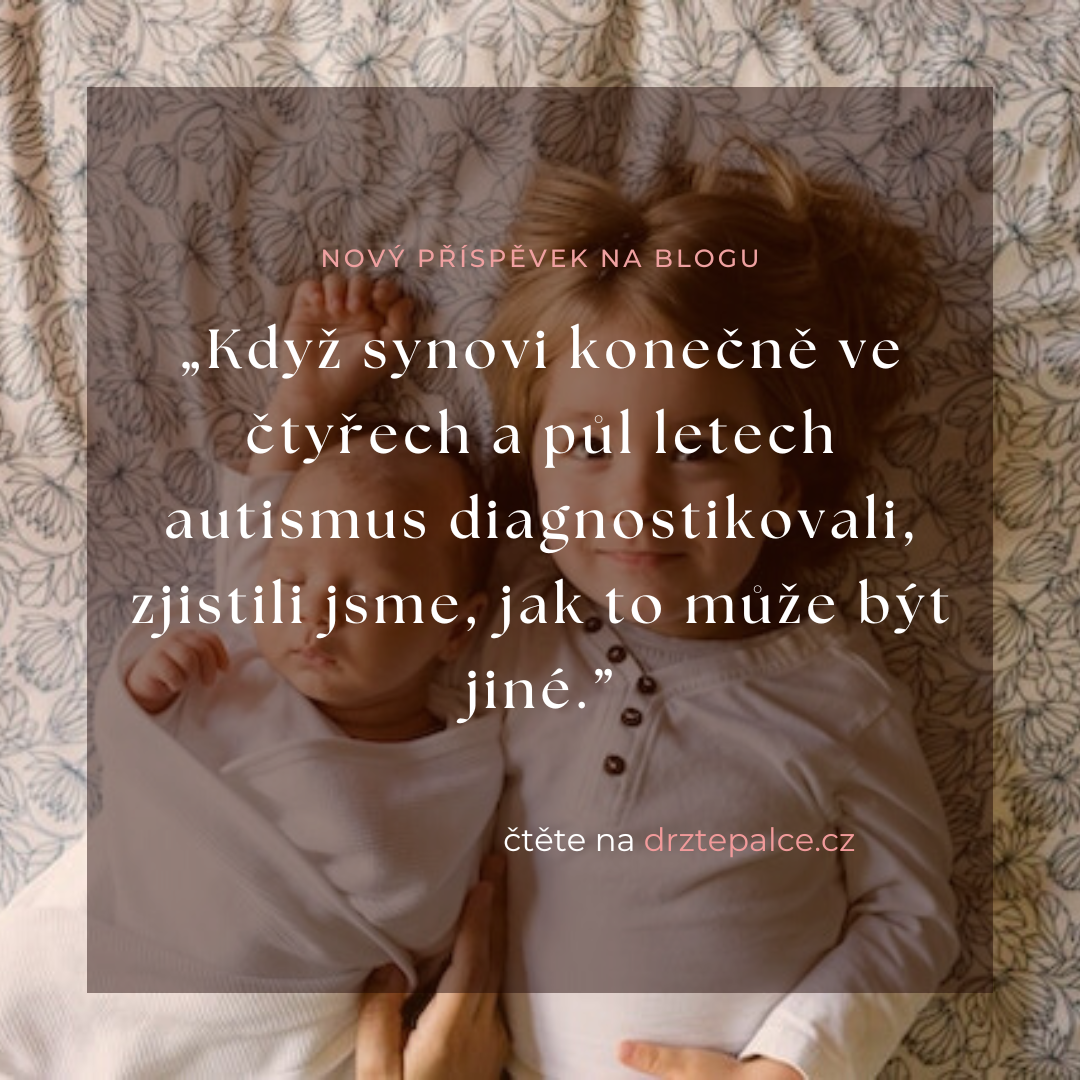 NOVÝ PŘÍSPĚVEK NA BLOGU
„Když synovi konečně ve
čtyřech a půl letech
autismus diagnostikovali,
zjistili jsme, jak to může být
jiné.”
čtěte na drztepalce.cz